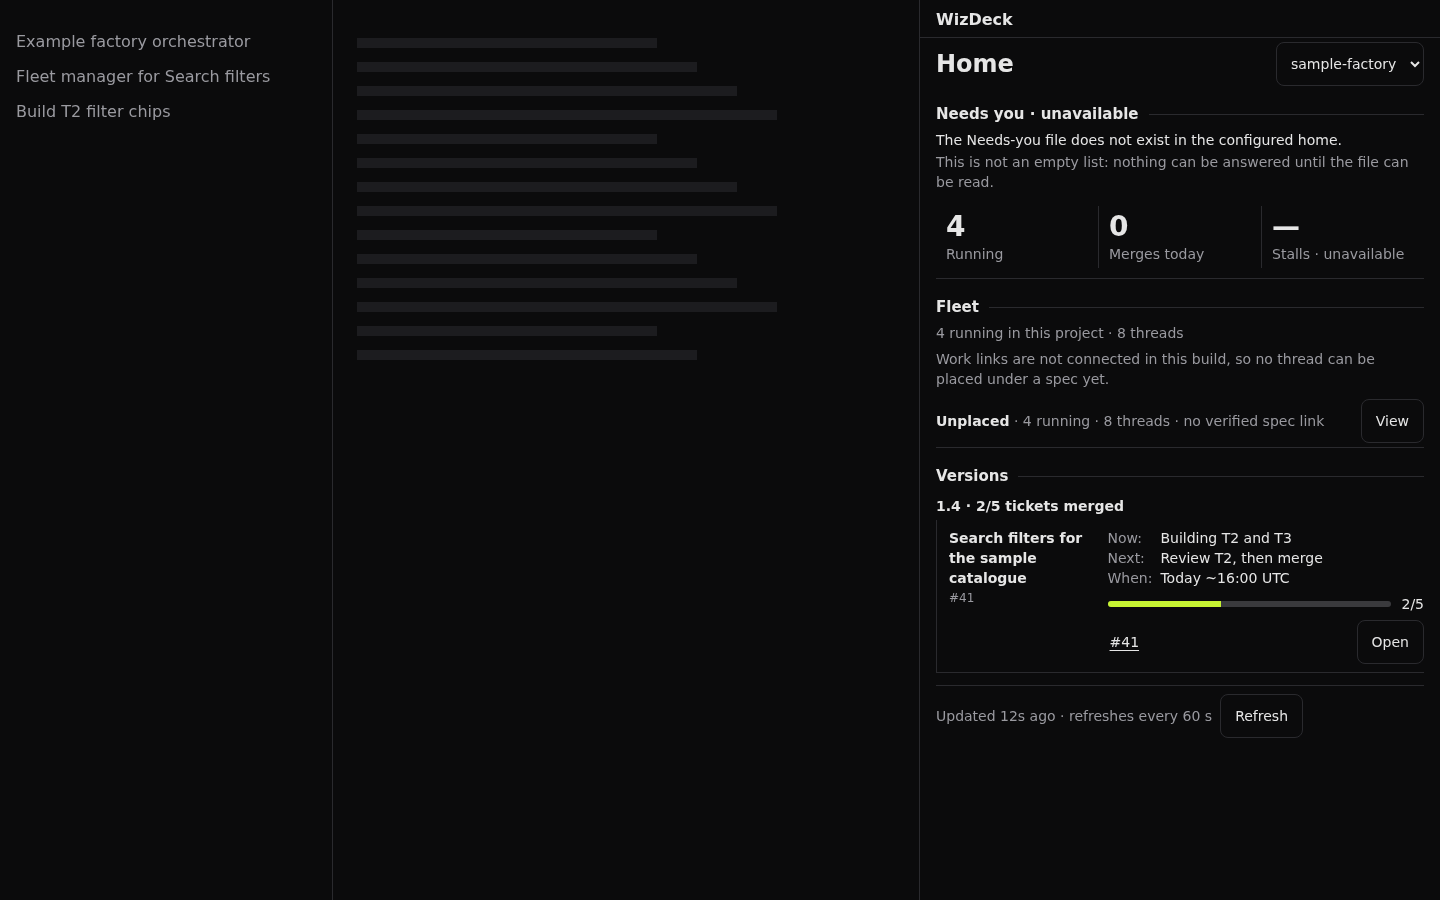 Example factory orchestrator
Fleet manager for Search filters
Build T2 filter chips
WizDeck
Home
sample-factory
Needs you · unavailable
The Needs-you file does not exist in the configured home.
This is not an empty list: nothing can be answered until the file can
be read.
4
Running
0
Merges today
—
Stalls · unavailable
Fleet
4 running in this project · 8 threads
Work links are not connected in this build, so no thread can be
placed under a spec yet.
Unplaced · 4 running · 8 threads · no verified spec link
View
Versions
1.4 · 2/5 tickets merged
Search filters for
the sample
catalogue
#41
Now: Building T2 and T3
Next: Review T2, then merge
When: Today ~16:00 UTC
2/5
#41
Open
Updated 12s ago · refreshes every 60 s
Refresh